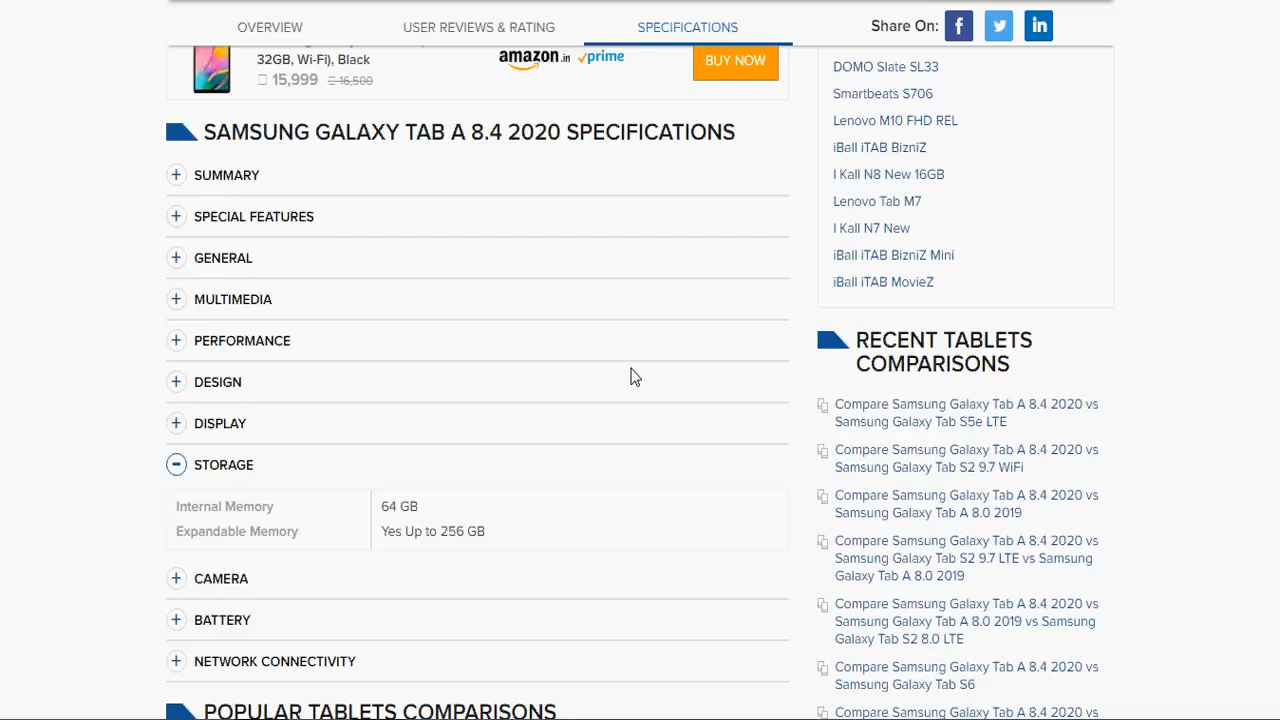 OVERVIEW
USER REVIEWS & RATING
SPECIFICATIONS
Share On:
32GB, Wi-Fi), Black
15,999 16,500
amazon.in prime
BUY NOW
SAMSUNG GALAXY TAB A 8.4 2020 SPECIFICATIONS
SUMMARY
SPECIAL FEATURES
GENERAL
MULTIMEDIA
PERFORMANCE
DESIGN
DISPLAY
STORAGE
Internal Memory 64 GB
Expandable Memory Yes Up to 256 GB
CAMERA
BATTERY
NETWORK CONNECTIVITY
POPULAR TABLETS COMPARISONS
DOMO Slate SL33
Smartbeats S706
Lenovo M10 FHD REL
iBall iTAB BizniZ
I Kall N8 New 16GB
Lenovo Tab M7
I Kall N7 New
iBall iTAB BizniZ Mini
iBall iTAB MovieZ
RECENT TABLETS
COMPARISONS
Compare Samsung Galaxy Tab A 8.4 2020 vs
Samsung Galaxy Tab S5e LTE
Compare Samsung Galaxy Tab A 8.4 2020 vs
Samsung Galaxy Tab S2 9.7 WiFi
Compare Samsung Galaxy Tab A 8.4 2020 vs
Samsung Galaxy Tab A 8.0 2019
Compare Samsung Galaxy Tab A 8.4 2020 vs
Samsung Galaxy Tab S2 9.7 LTE vs Samsung
Galaxy Tab A 8.0 2019
Compare Samsung Galaxy Tab A 8.4 2020 vs
Samsung Galaxy Tab A 8.0 2019 vs Samsung
Galaxy Tab S2 8.0 LTE
Compare Samsung Galaxy Tab A 8.4 2020 vs
Samsung Galaxy Tab S6
Compare Samsung Galaxy Tab A 8.4 2020 vs